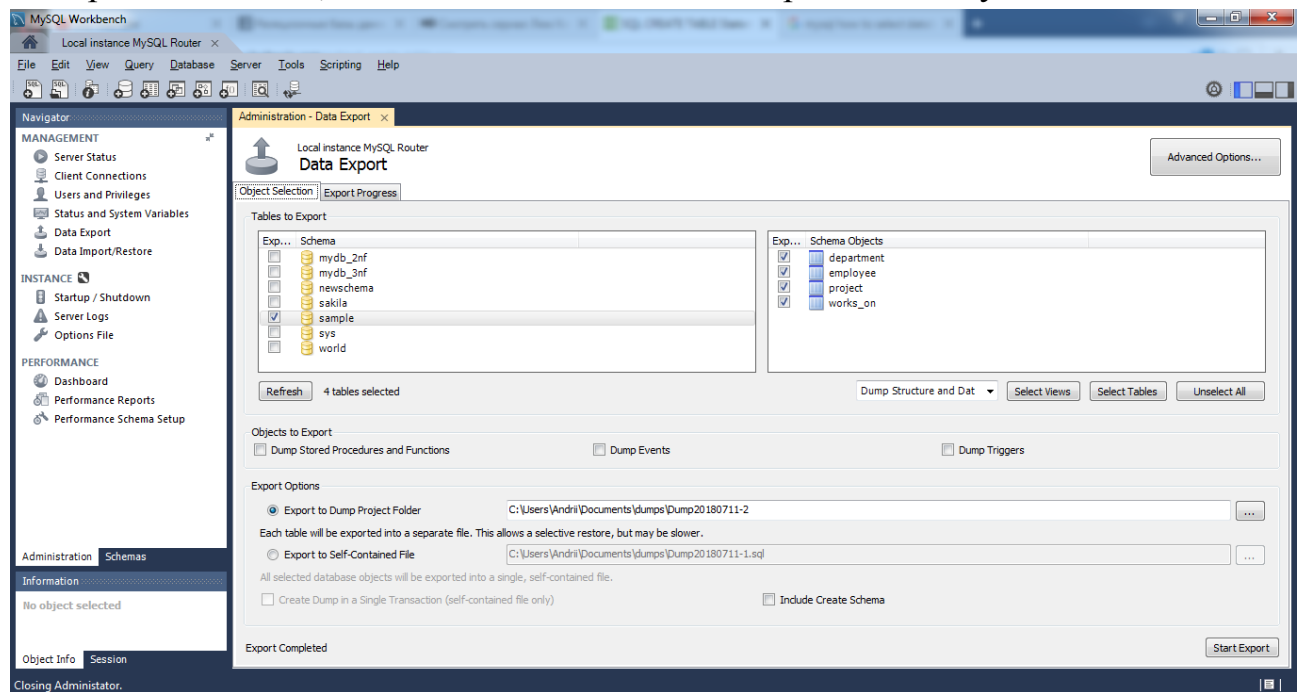 MySQL Workbench
Local instance MySQL Router
File Edit View Query Database Server Tools Scripting Help
Navigator
MANAGEMENT
Server Status
Client Connections
Users and Privileges
Status and System Variables
Data Export
Data Import/Restore
INSTANCE
Startup / Shutdown
Server Logs
Options File
PERFORMANCE
Dashboard
Performance Reports
Performance Schema Setup
Administration Schemas
Information
No object selected
Object Info Session
Administration - Data Export
Local instance MySQL Router
Data Export
Advanced Options...
Object Selection Export Progress
Tables to Export
Exp... Schema
mydb_2nf
mydb_3nf
newschema
sakila
sample
sys
world
Exp... Schema Objects
department
employee
project
works_on
Refresh 4 tables selected Dump Structure and Dat Select Views Select Tables Unselect All
Objects to Export
Dump Stored Procedures and Functions Dump Events Dump Triggers
Export Options
Export to Dump Project Folder C:\Users\Andrii\Documents\dumps\Dump20180711-2 ...
Each table will be exported into a separate file. This allows a selective restore, but may be slower.
Export to Self-Contained File C:\Users\Andrii\Documents\dumps\Dump20180711-1.sql ...
All selected database objects will be exported into a single, self-contained file.
Create Dump in a Single Transaction (self-contained file only) Include Create Schema
Export Completed Start Export
Closing Administator.